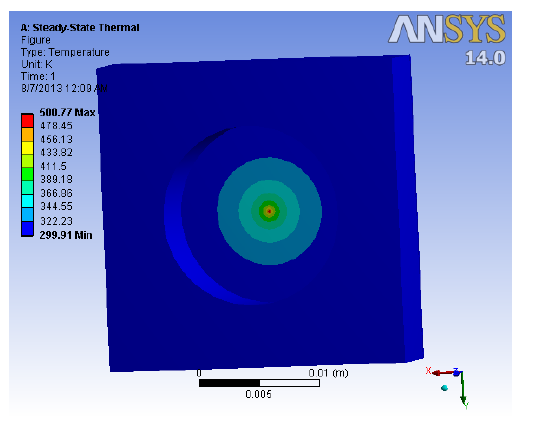 A: Steady-State Thermal
Figure
Type: Temperature
Unit: K
Time: 1
8/7/2013 12:09 AM
500.77 Max
478.45
456.13
433.82
411.5
389.18
366.86
344.55
322.23
299.91 Min
ANSYS
14.0
0
0.01 (m)
0.005
X
Z
Y